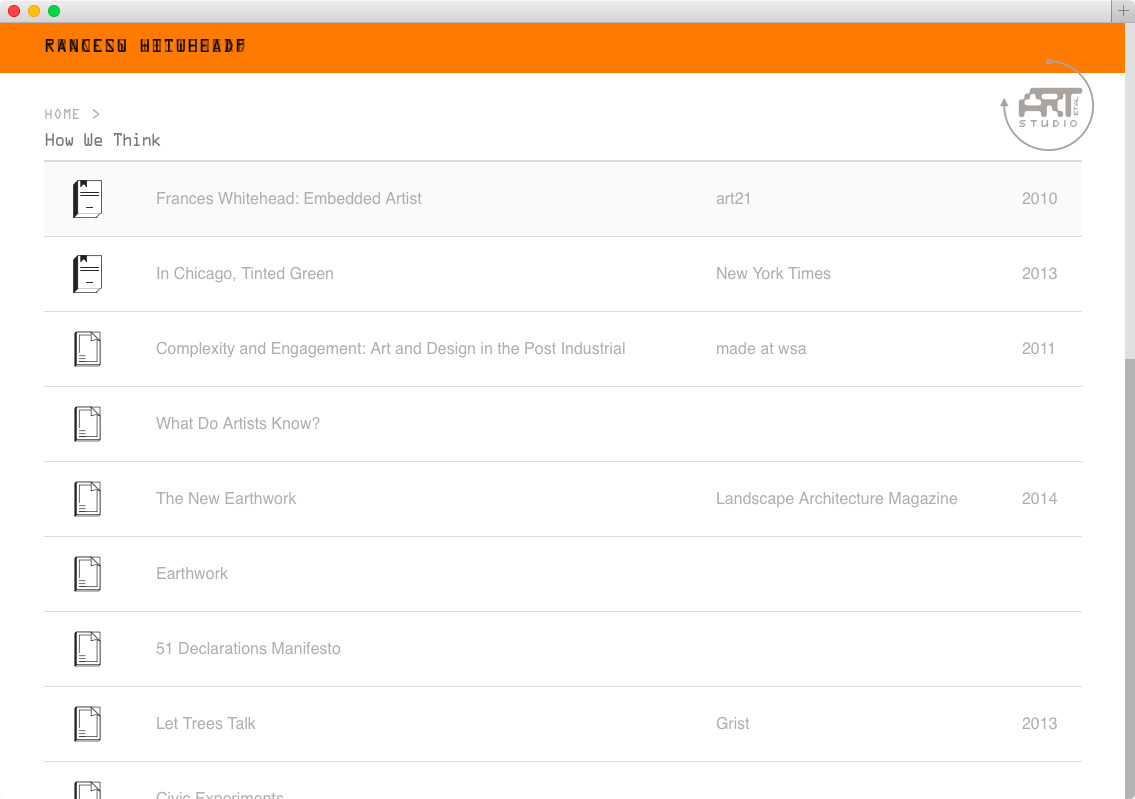 HOME >
How We Think
ART ETAL
STUDIO
Frances Whitehead: Embedded Artist art21 2010
In Chicago, Tinted Green New York Times 2013
Complexity and Engagement: Art and Design in the Post Industrial made at wsa 2011
What Do Artists Know?
The New Earthwork Landscape Architecture Magazine 2014
Earthwork
51 Declarations Manifesto
Let Trees Talk Grist 2013
Civic Experiments